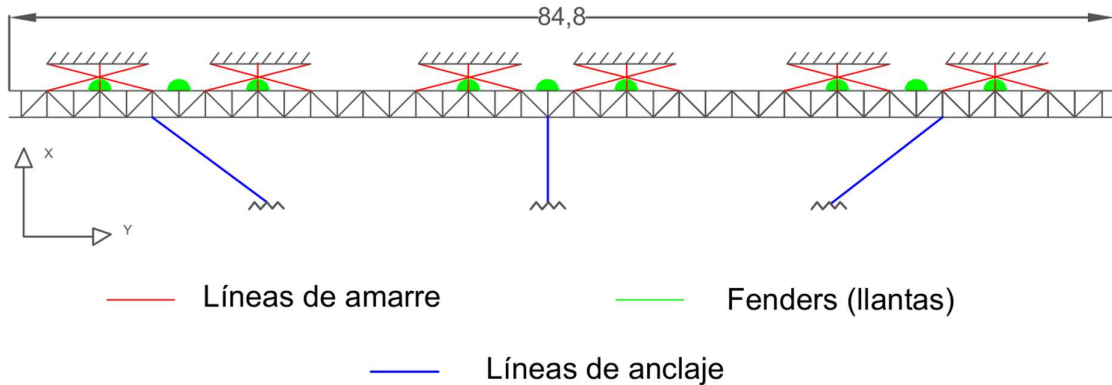 84,8
X
Y
Líneas de amarre
Fenders (llantas)
Líneas de anclaje